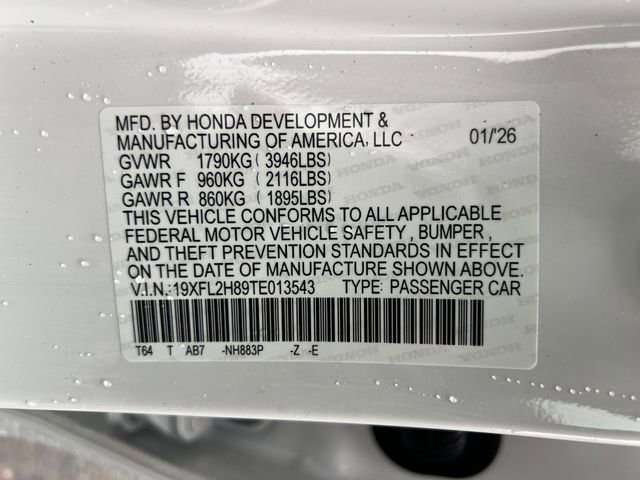 MFD. BY HONDA DEVELOPMENT &
MANUFACTURING OF AMERICA, LLC 01/'26
GVWR 1790KG ( 3946LBS)
GAWR F 960KG ( 2116LBS)
GAWR R 860KG ( 1895LBS)
THIS VEHICLE CONFORMS TO ALL APPLICABLE
FEDERAL MOTOR VEHICLE SAFETY, BUMPER,
AND THEFT PREVENTION STANDARDS IN EFFECT
ON THE DATE OF MANUFACTURE SHOWN ABOVE.
V.I.N.:19XFL2H89TE013543 TYPE: PASSENGER CAR
T64 T AB7 -NH883P -Z -E